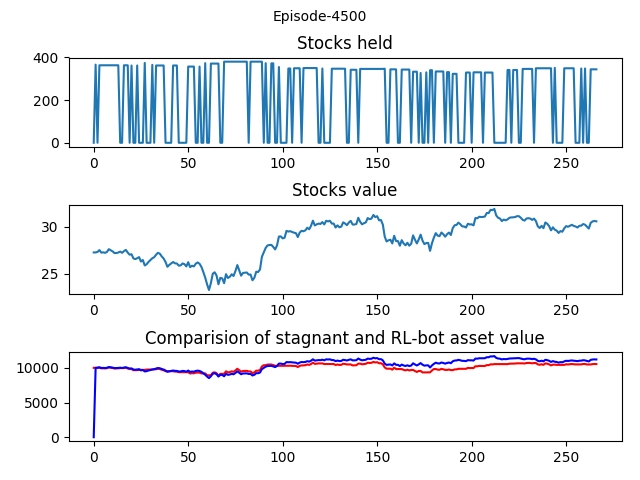 Episode-4500
Stocks held
400
200
0
0 50 100 150 200 250
Stocks value
30
25
0 50 100 150 200 250
Comparision of stagnant and RL-bot asset value
10000
5000
0
0 50 100 150 200 250